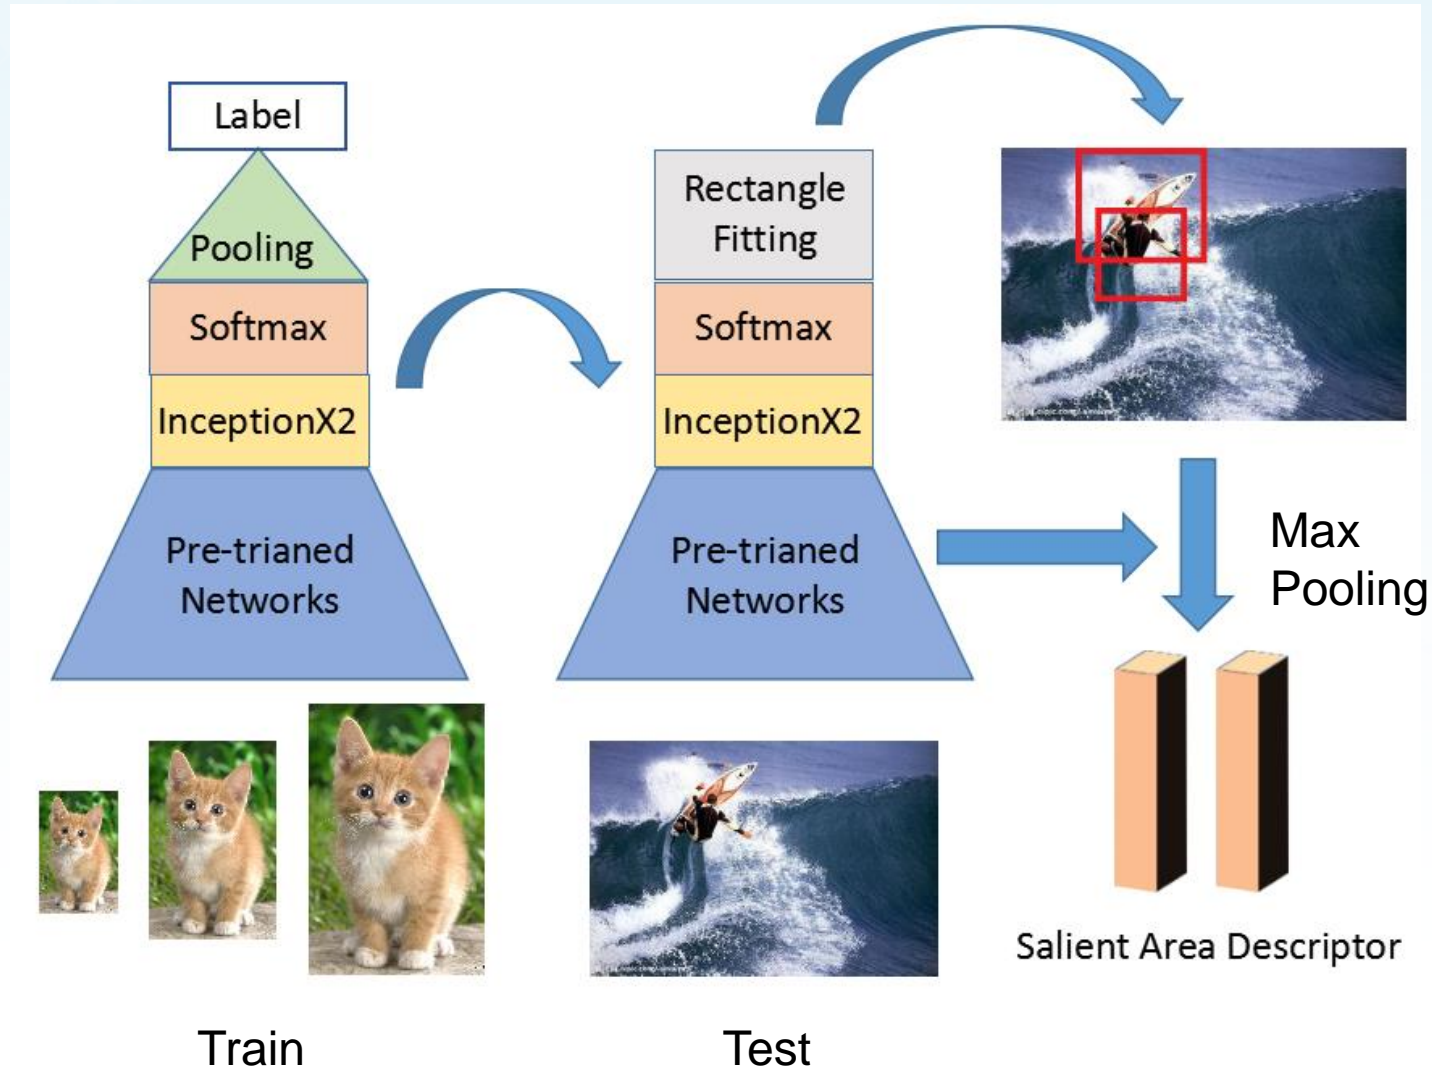 Label
Pooling
Softmax
InceptionX2
Pre-trianed
Networks
Train
Rectangle
Fitting
Softmax
InceptionX2
Pre-trianed
Networks
Test
Max
Pooling
Salient Area Descriptor